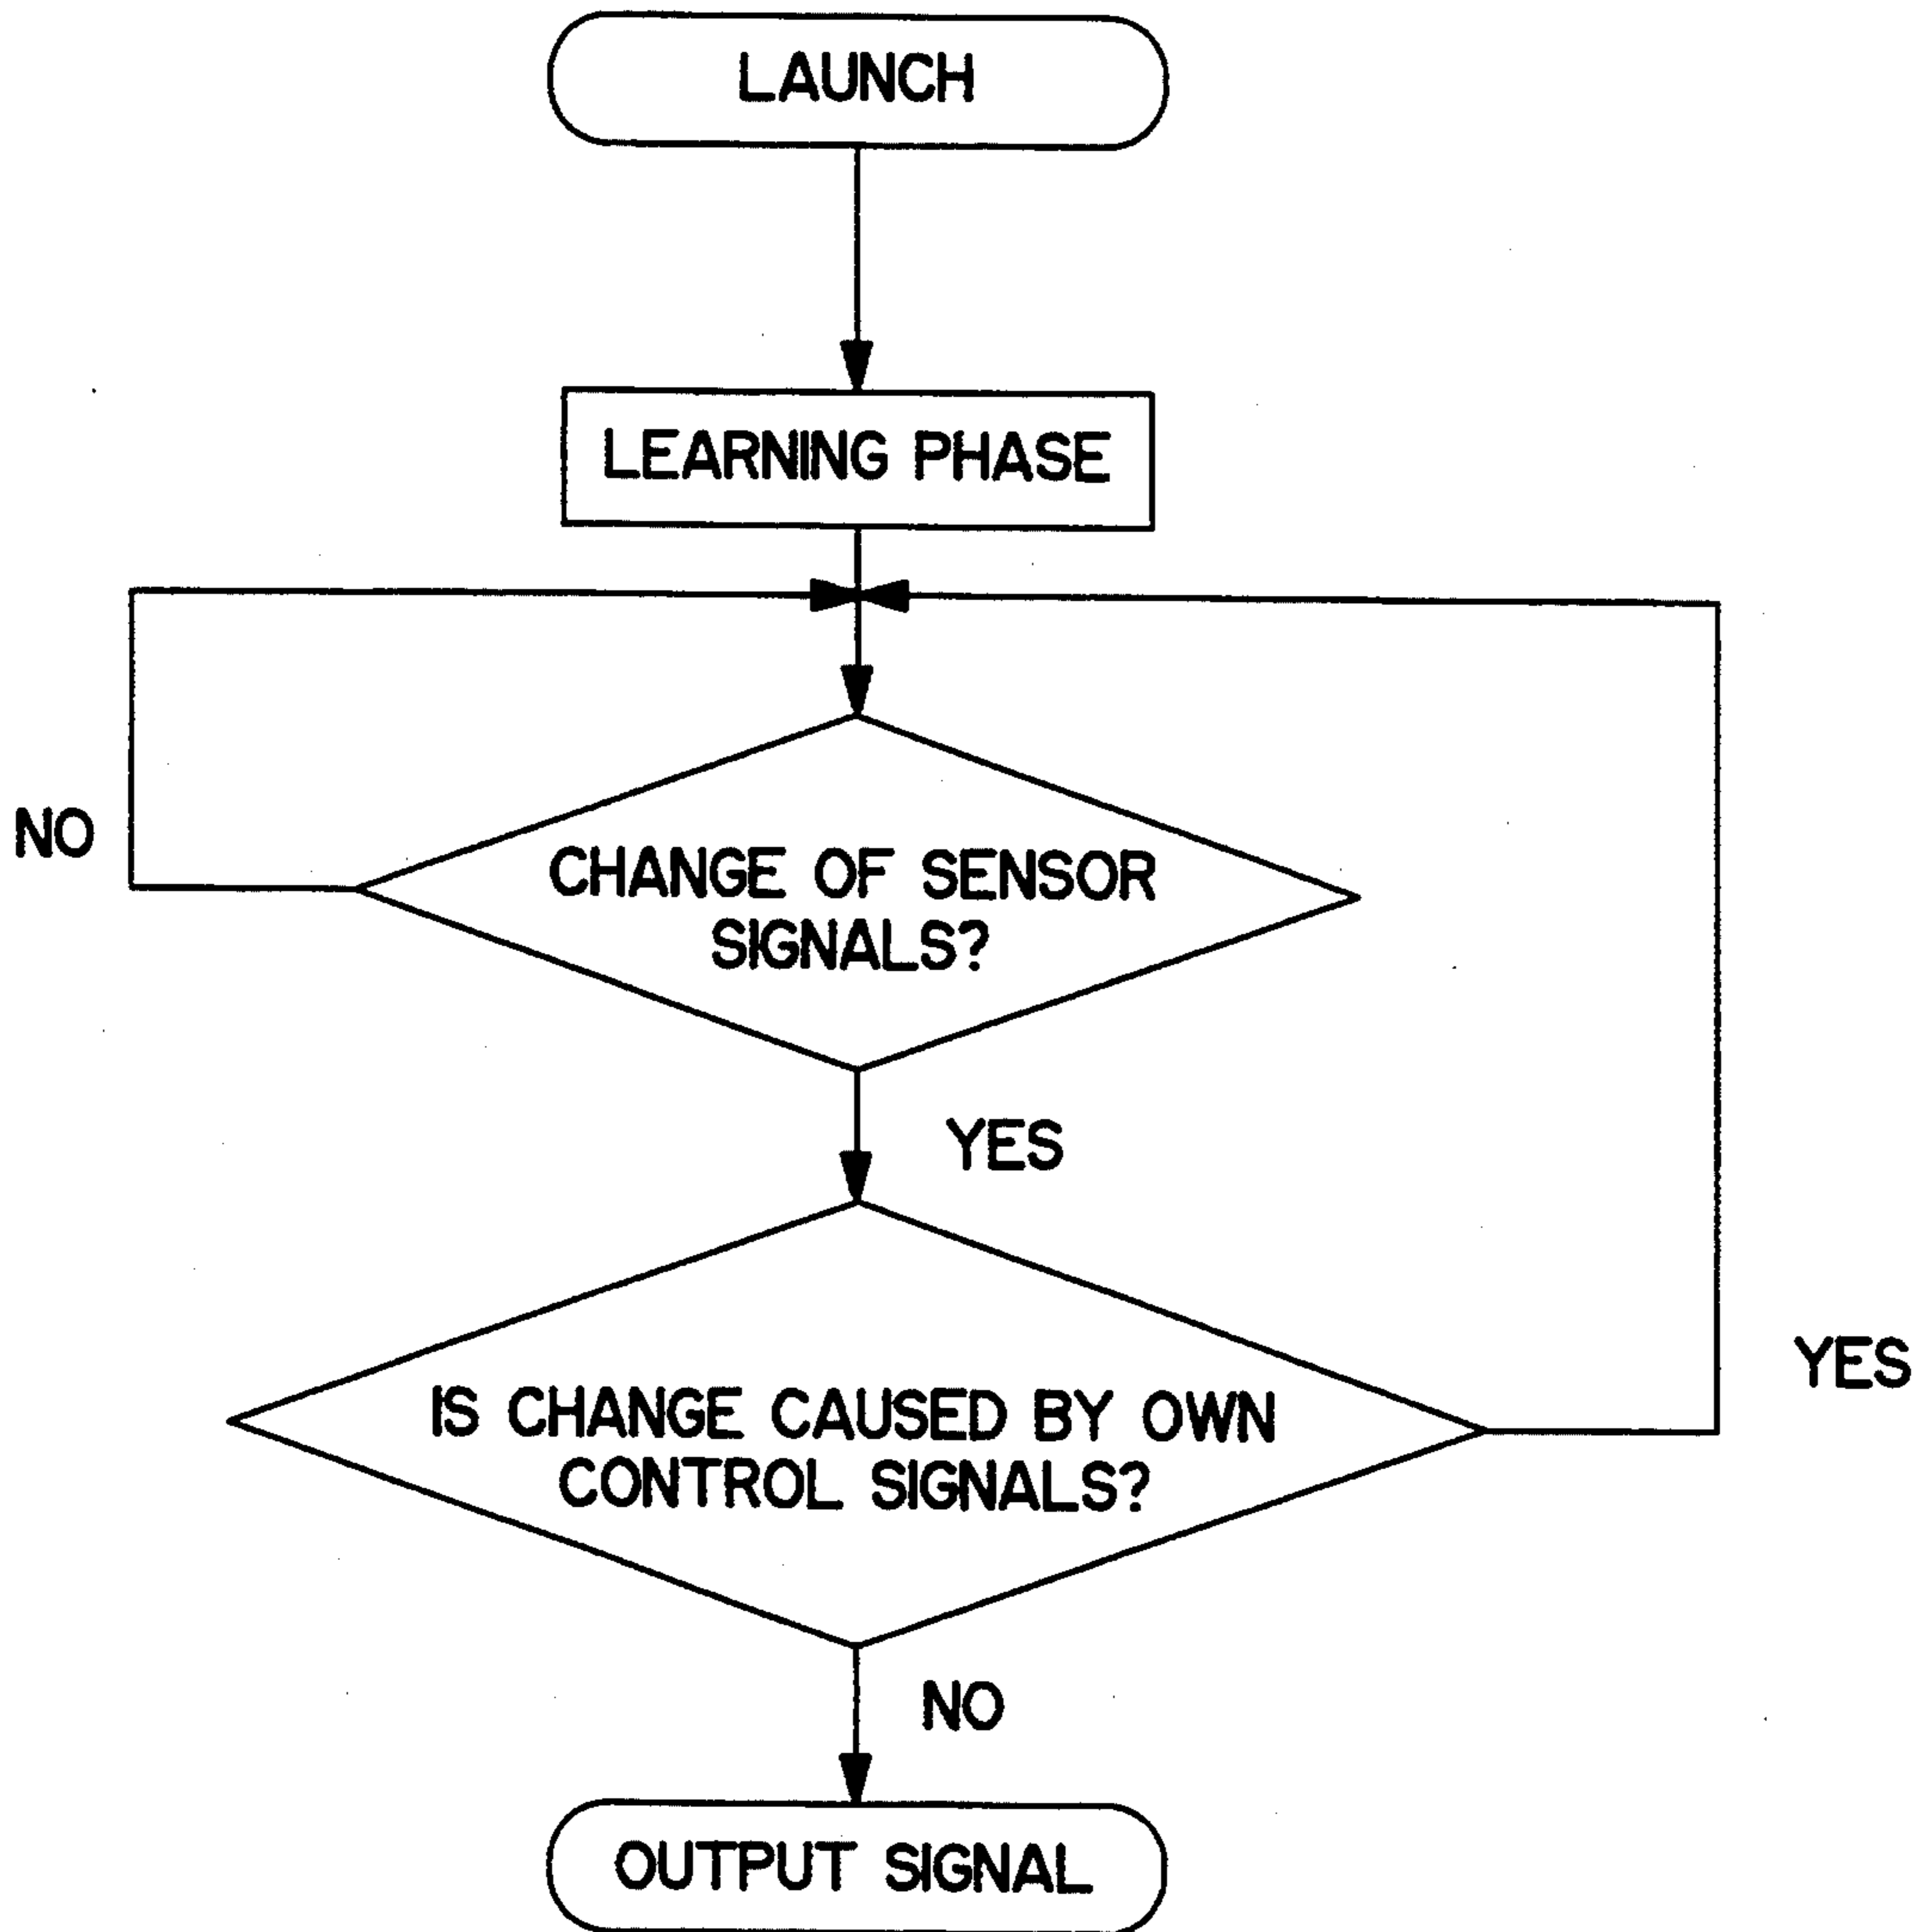 LAUNCH
LEARNING PHASE
NO
CHANGE OF SENSOR
SIGNALS?
YES
IS CHANGE CAUSED BY OWN
CONTROL SIGNALS?
YES
NO
OUTPUT SIGNAL